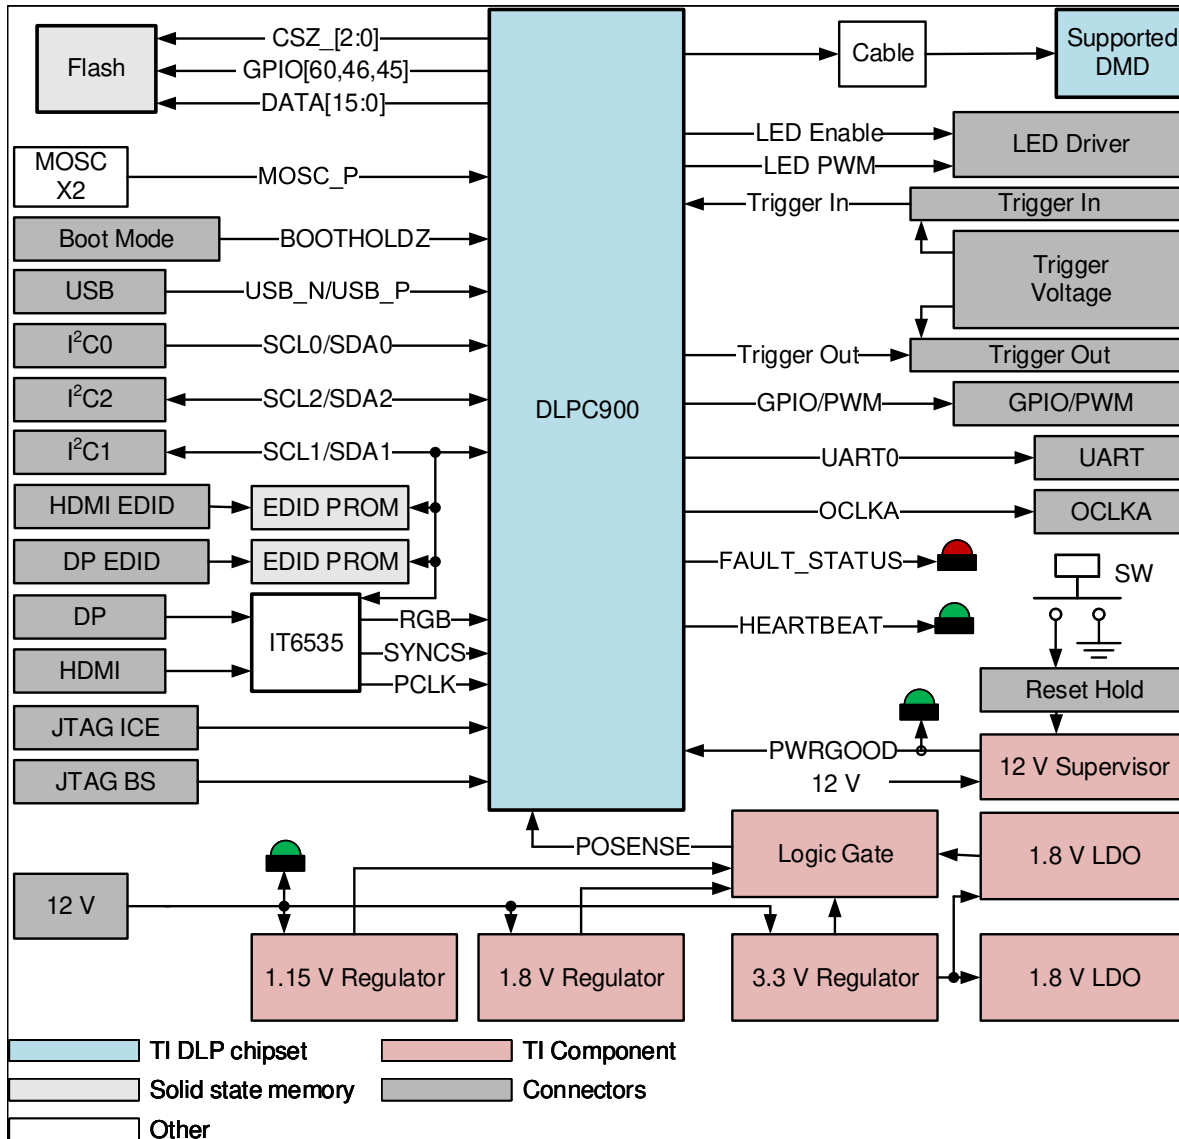 CSZ_[2:0]
Flash
GPIO[60,46,45]
DATA[15:0]
Cable
Supported
DMD
LED Enable
LED PWM
LED Driver
MOSC
X2
MOSC_P
Trigger In
Trigger In
Boot Mode
BOOTHOLDZ
Trigger
Voltage
USB
USB_N/USB_P
I²C0
SCL0/SDA0
Trigger Out
Trigger Out
I²C2
SCL2/SDA2
DLPC900
GPIO/PWM
GPIO/PWM
I²C1
SCL1/SDA1
UART0
UART
HDMI EDID
EDID PROM
OCLKA
OCLKA
DP EDID
EDID PROM
FAULT_STATUS
SW
DP
IT6535
RGB
HEARTBEAT
SYNCS
HDMI
PCLK
Reset Hold
JTAG ICE
PWRGOOD
12 V Supervisor
JTAG BS
12 V
POSENSE
Logic Gate
1.8 V LDO
12 V
1.15 V Regulator
1.8 V Regulator
3.3 V Regulator
1.8 V LDO
TI DLP chipset
TI Component
Solid state memory
Connectors
Other